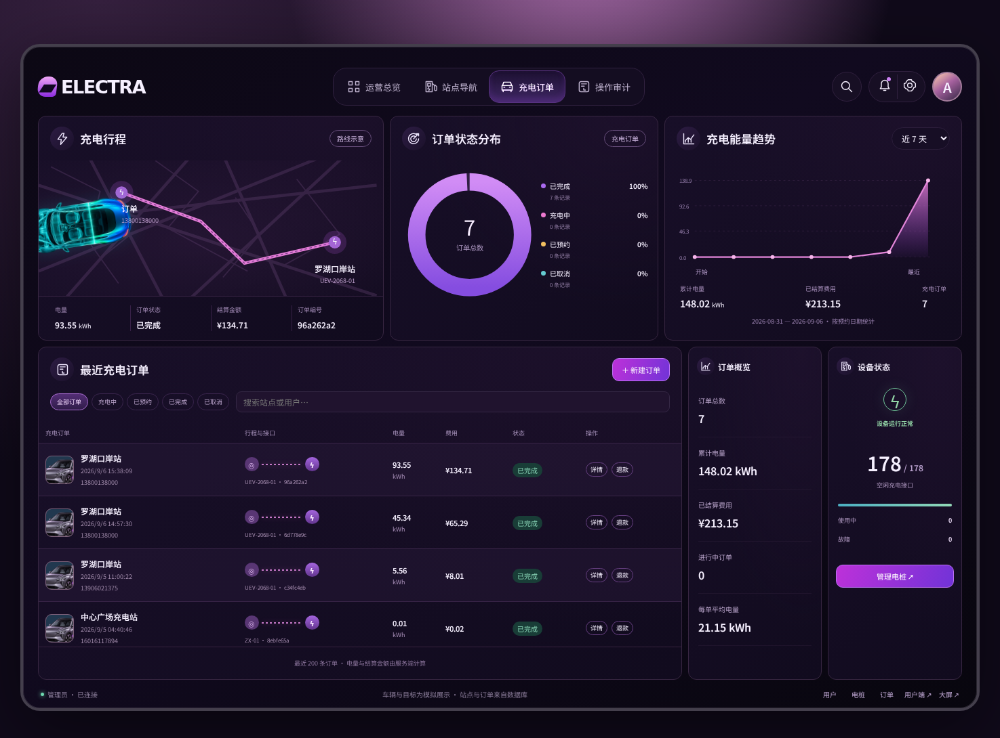 ELECTRA
运营总览
站点导航
充电订单
操作审计
A
充电行程
路线示意
订单
13800138000
罗湖口岸站
UEV-2068-01
电量
93.55 kWh
订单状态
已完成
结算金额
¥134.71
订单编号
96a262a2
订单状态分布
充电订单
7
订单总数
已完成 100%
7 条记录
充电中 0%
0 条记录
已预约 0%
0 条记录
已取消 0%
0 条记录
充电能量趋势
近 7 天
138.9
92.6
46.3
0.0
开始
最近
累计电量
148.02 kWh
已结算费用
¥213.15
充电订单
7
2026-08-31 — 2026-09-06 · 按预约日期统计
最近充电订单
+ 新建订单
全部订单
充电中
已预约
已完成
已取消
搜索站点或用户…
充电订单 行程与接口 电量 费用 状态 操作
罗湖口岸站
2026/9/6 15:38:09
13800138000
UEV-2068-01 · 96a262a2
93.55
kWh
¥134.71
已完成
详情
退款
罗湖口岸站
2026/9/6 14:57:30
13800138000
UEV-2068-01 · 6d778e9c
45.34
kWh
¥65.29
已完成
详情
退款
罗湖口岸站
2026/9/5 11:00:22
13906021375
UEV-2068-01 · c34fc4eb
5.56
kWh
¥8.01
已完成
详情
退款
中心广场充电站
2026/9/5 04:40:46
16016117894
ZX-01 · 8ebfe65a
0.01
kWh
¥0.02
已完成
详情
退款
最近 200 条订单 · 电量与结算金额由服务端计算
订单概览
订单总数
7
累计电量
148.02 kWh
已结算费用
¥213.15
进行中订单
0
每单平均电量
21.15 kWh
设备状态
设备运行正常
178 / 178
空闲充电接口
使用中 0
故障 0
管理电桩 ↗
管理员 · 已连接
车辆与目标为模拟展示 · 站点与订单来自数据库
用户
电桩
订单
用户端 ↗
大屏 ↗